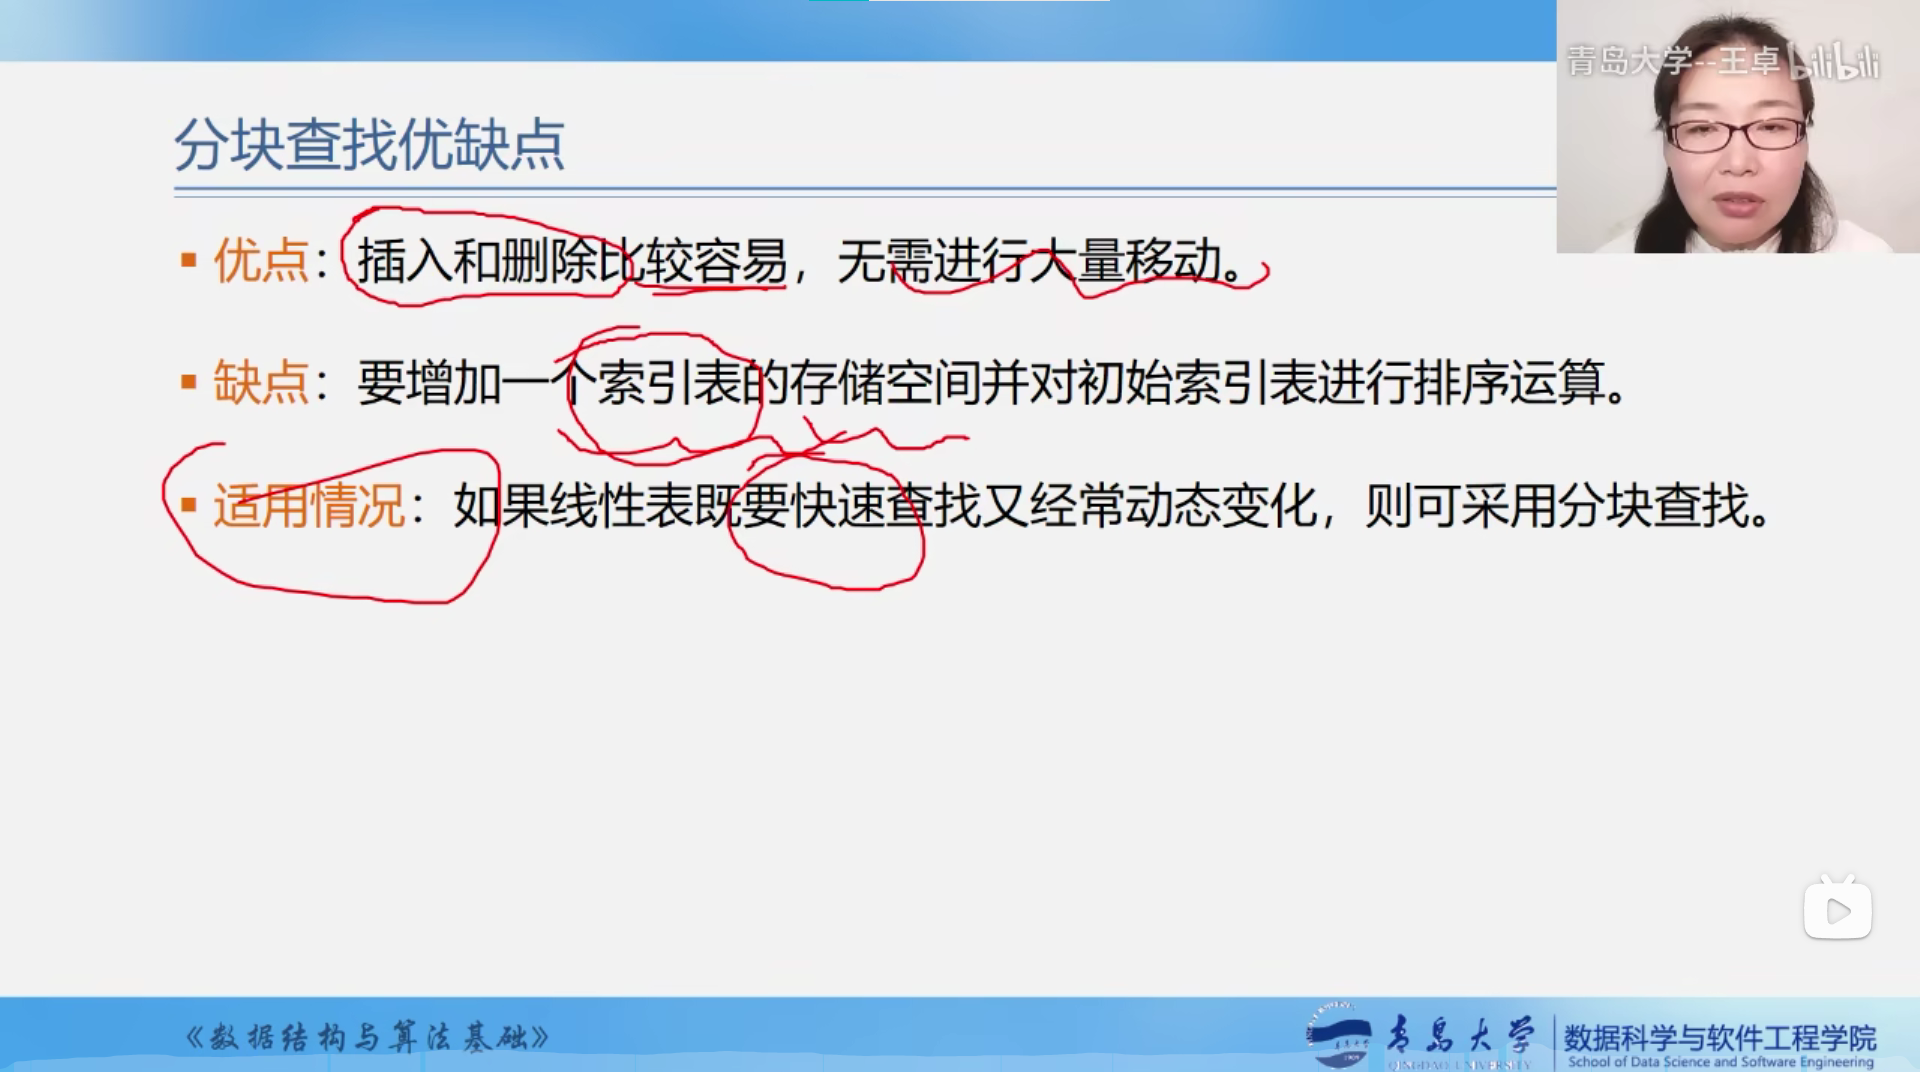 青岛大学--王卓 bilibili
分块查找优缺点
▪ 优点：插入和删除比较容易，无需进行大量移动。
▪ 缺点：要增加一个索引表的存储空间并对初始索引表进行排序运算。
▪ 适用情况：如果线性表既要快速查找又经常动态变化，则可采用分块查找。
《数据结构与算法基础》
青岛大学
QINGDAO UNIVERSITY
数据科学与软件工程学院
School of Data Science and Software Engineering